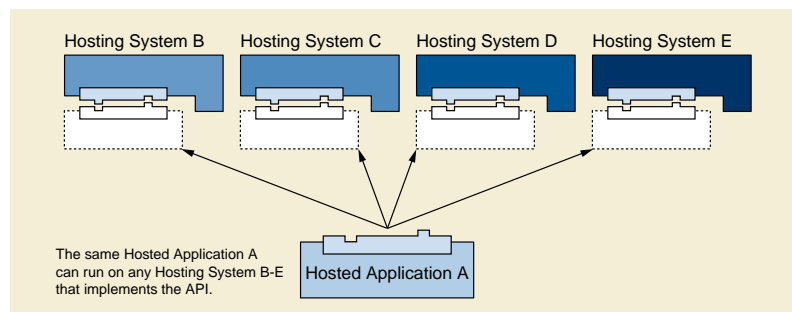 Hosting System B
Hosting System C
Hosting System D
Hosting System E
The same Hosted Application A
can run on any Hosting System B-E
that implements the API.
Hosted Application A